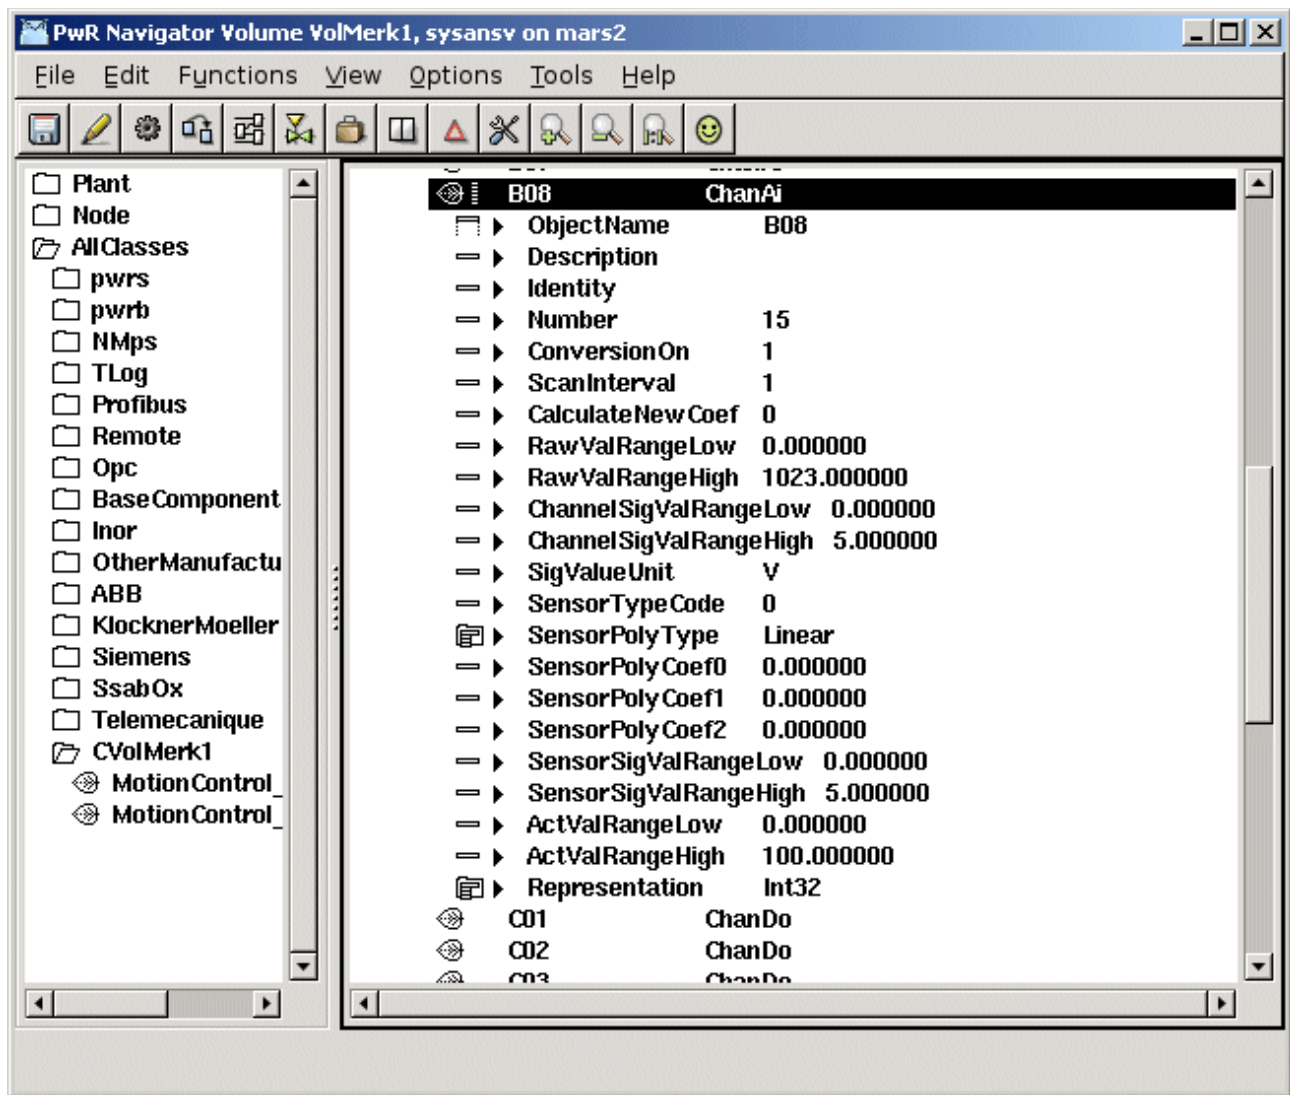 PwR Navigator Volume VolMerk1, sysansv on mars2
File Edit Functions View Options Tools Help
Plant
Node
AllClasses
pwrs
pwrb
NMps
TLog
Profibus
Remote
Opc
BaseComponent
Inor
OtherManufactu
ABB
KlocknerMoeller
Siemens
SsabOx
Telemecanique
CVolMerk1
MotionControl_
MotionControl_
B08 ChanAi
ObjectName B08
Description
Identity
Number 15
ConversionOn 1
ScanInterval 1
CalculateNewCoef 0
RawValRangeLow 0.000000
RawValRangeHigh 1023.000000
ChannelSigValRangeLow 0.000000
ChannelSigValRangeHigh 5.000000
SigValueUnit V
SensorTypeCode 0
SensorPolyType Linear
SensorPolyCoef0 0.000000
SensorPolyCoef1 0.000000
SensorPolyCoef2 0.000000
SensorSigValRangeLow 0.000000
SensorSigValRangeHigh 5.000000
ActValRangeLow 0.000000
ActValRangeHigh 100.000000
Representation Int32
C01 ChanDo
C02 ChanDo
C03 ChanDo